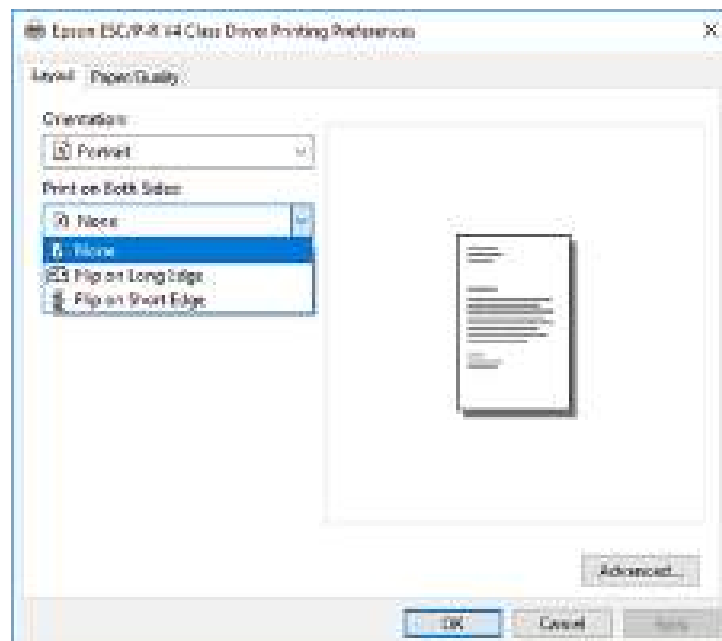 Epson ESC/P-R V4 Class Driver Printing Preferences
Layout Paper/Quality
Orientation:
Portrait
Print on Both Sides:
None
None
Flip on Long Edge
Flip on Short Edge
Advanced...
OK Cancel Apply